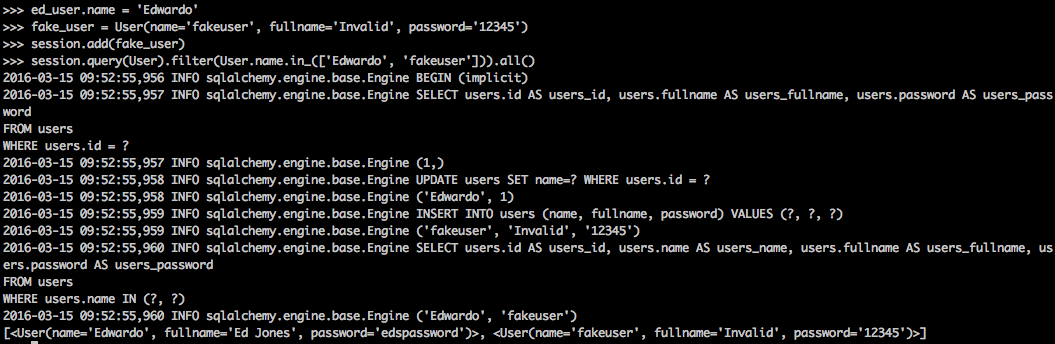 >>> ed_user.name = 'Edwardo'
>>> fake_user = User(name='fakeuser', fullname='Invalid', password='12345')
>>> session.add(fake_user)
>>> session.query(User).filter(User.name.in_(['Edwardo', 'fakeuser'])).all()
2016-03-15 09:52:55,956 INFO sqlalchemy.engine.base.Engine BEGIN (implicit)
2016-03-15 09:52:55,957 INFO sqlalchemy.engine.base.Engine SELECT users.id AS users_id, users.fullname AS users_fullname, users.password AS users_pass
word
FROM users
WHERE users.id = ?
2016-03-15 09:52:55,957 INFO sqlalchemy.engine.base.Engine (1,)
2016-03-15 09:52:55,958 INFO sqlalchemy.engine.base.Engine UPDATE users SET name=? WHERE users.id = ?
2016-03-15 09:52:55,958 INFO sqlalchemy.engine.base.Engine ('Edwardo', 1)
2016-03-15 09:52:55,959 INFO sqlalchemy.engine.base.Engine INSERT INTO users (name, fullname, password) VALUES (?, ?, ?)
2016-03-15 09:52:55,959 INFO sqlalchemy.engine.base.Engine ('fakeuser', 'Invalid', '12345')
2016-03-15 09:52:55,960 INFO sqlalchemy.engine.base.Engine SELECT users.id AS users_id, users.name AS users_name, users.fullname AS users_fullname, us
ers.password AS users_password
FROM users
WHERE users.name IN (?, ?)
2016-03-15 09:52:55,960 INFO sqlalchemy.engine.base.Engine ('Edwardo', 'fakeuser')
[<User(name='Edwardo', fullname='Ed Jones', password='edspassword')>, <User(name='fakeuser', fullname='Invalid', password='12345')>]